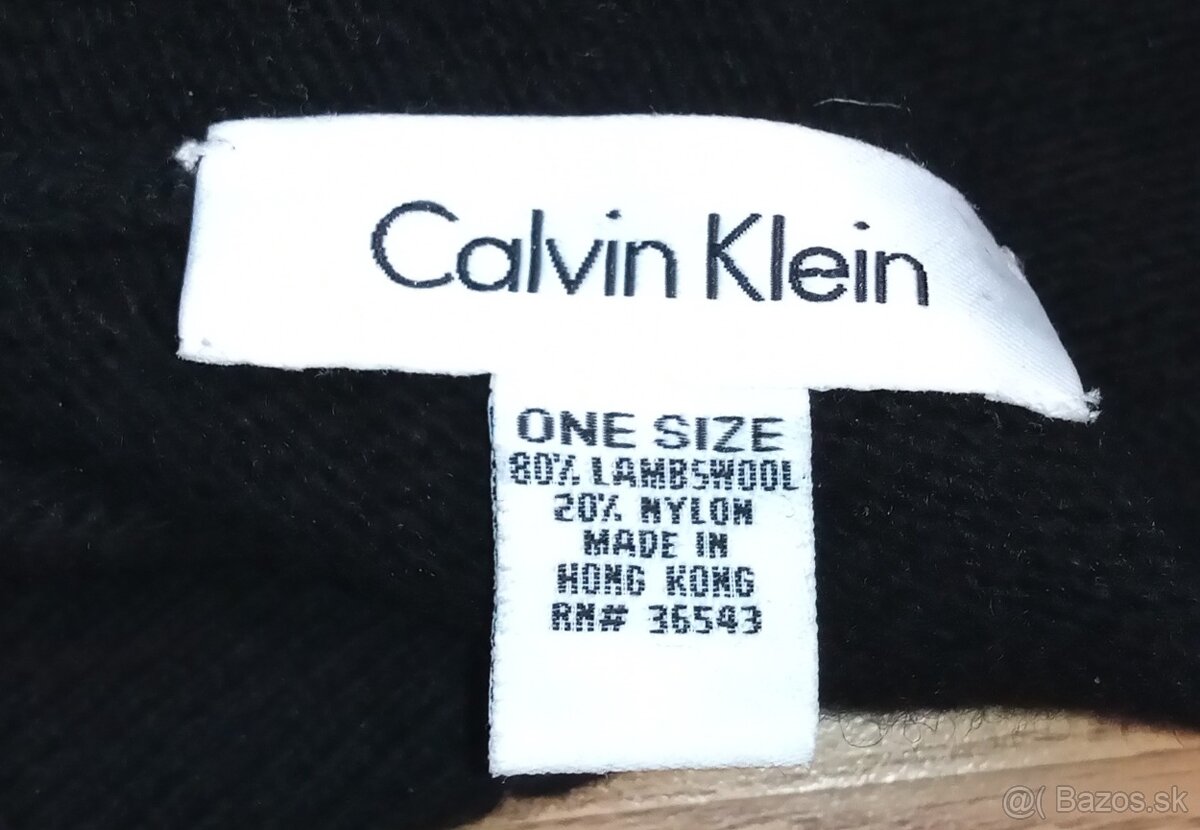 Calvin Klein
ONE SIZE
80% LAMBSWOOL
20% NYLON
MADE IN
HONG KONG
RN# 36543
@( Bazos.sk